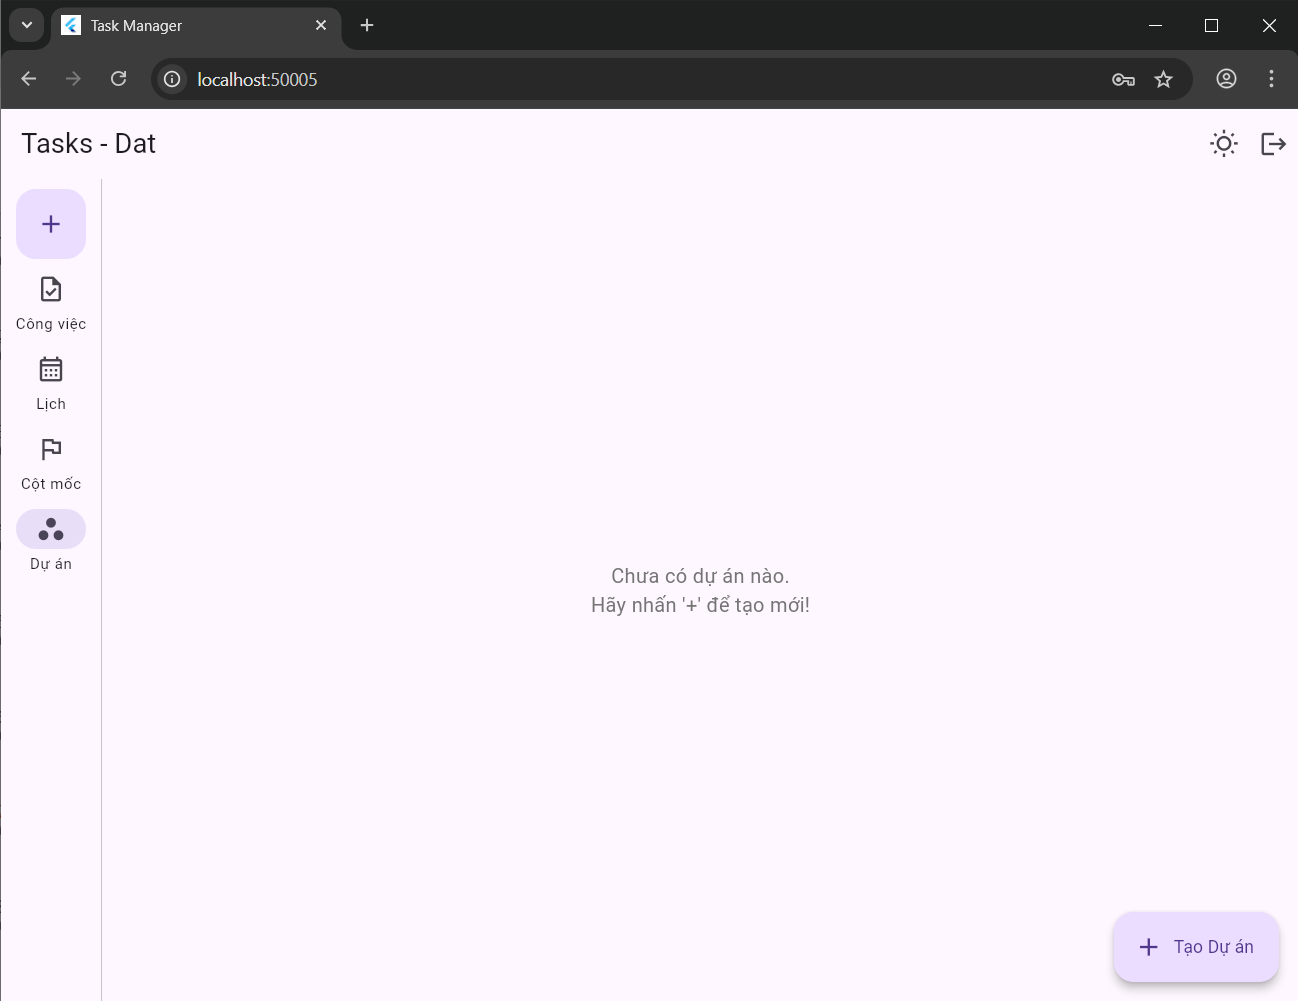 Task Manager
localhost:50005
Tasks - Dat
Công việc
Lịch
Cột mốc
Dự án
Chưa có dự án nào.
Hãy nhấn '+' để tạo mới!
Tạo Dự án